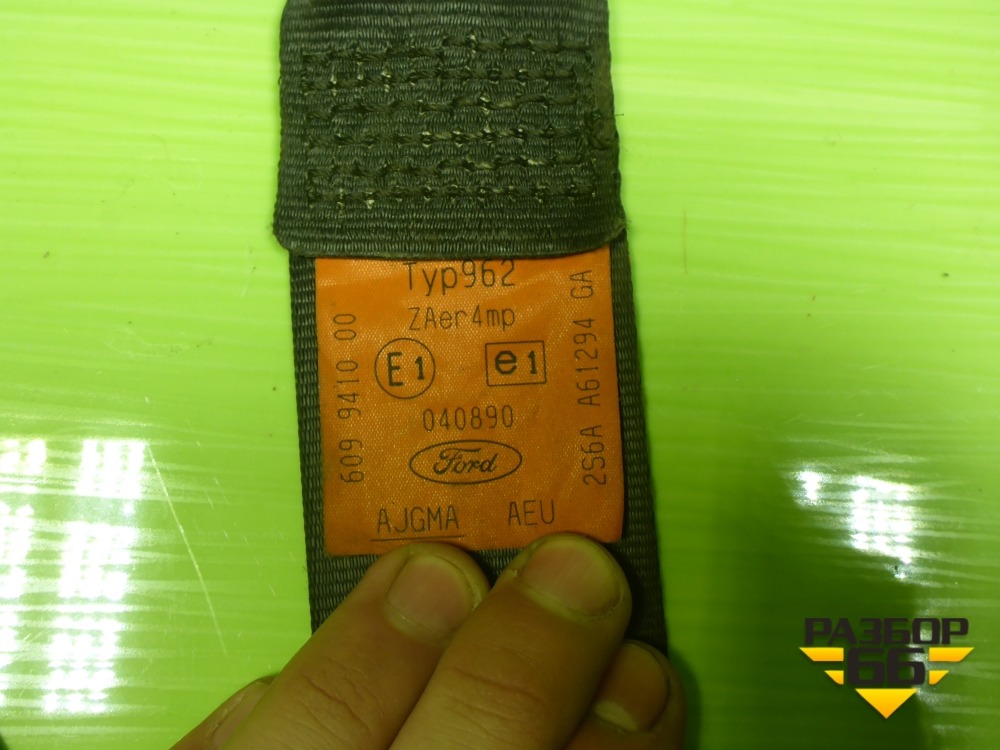 Typ962
ZAer4mp
E1
e1
040890
Ford
AJGMA AEU
609 9410 00
2S6A A61294 GA
РАЗБОР
66